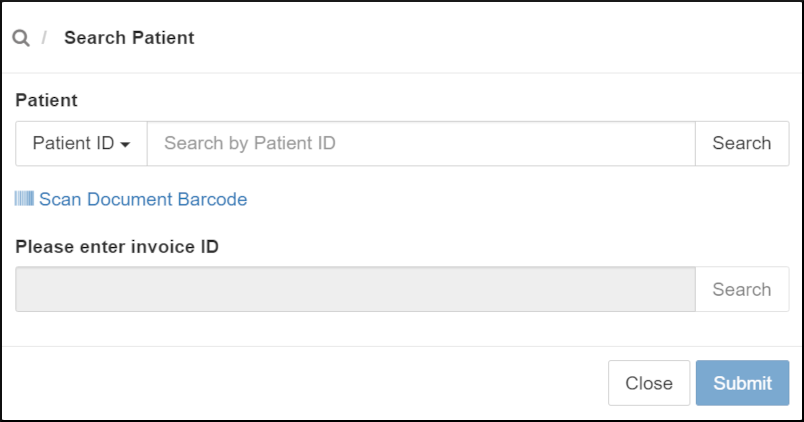 / Search Patient
Patient
Patient ID Search by Patient ID Search
Scan Document Barcode
Please enter invoice ID
Search
Close Submit